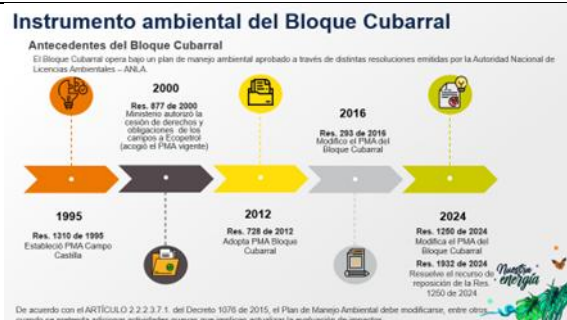 Instrumento ambiental del Bloque Cubarral
Antecedentes del Bloque Cubarral
El Bloque Cubarral opera bajo un plan de manejo ambiental aprobado a través de distintas resoluciones emitidas por la Autoridad Nacional de
Licencias Ambientales – ANLA.
2000
Res. 877 de 2000
Ministerio autorizó la
cesión de derechos y
obligaciones de los
campos a Ecopetrol
(acogió el PMA vigente)
2016
Res. 293 de 2016
Modifico el PMA del
Bloque Cubarral
1995
Res. 1310 de 1995
Estableció PMA Campo
Castilla
2012
Res. 728 de 2012
Adopta PMA Bloque
Cubarral
2024
Res. 1250 de 2024
Modifica el PMA del
Bloque Cubarral
Res. 1932 de 2024
Resuelve el recurso de
reposición de la Res.
1250 de 2024
Nuestra
energía
De acuerdo con el ARTÍCULO 2.2.2.3.7.1. del Decreto 1076 de 2015, el Plan de Manejo Ambiental debe modificarse, entre otros,